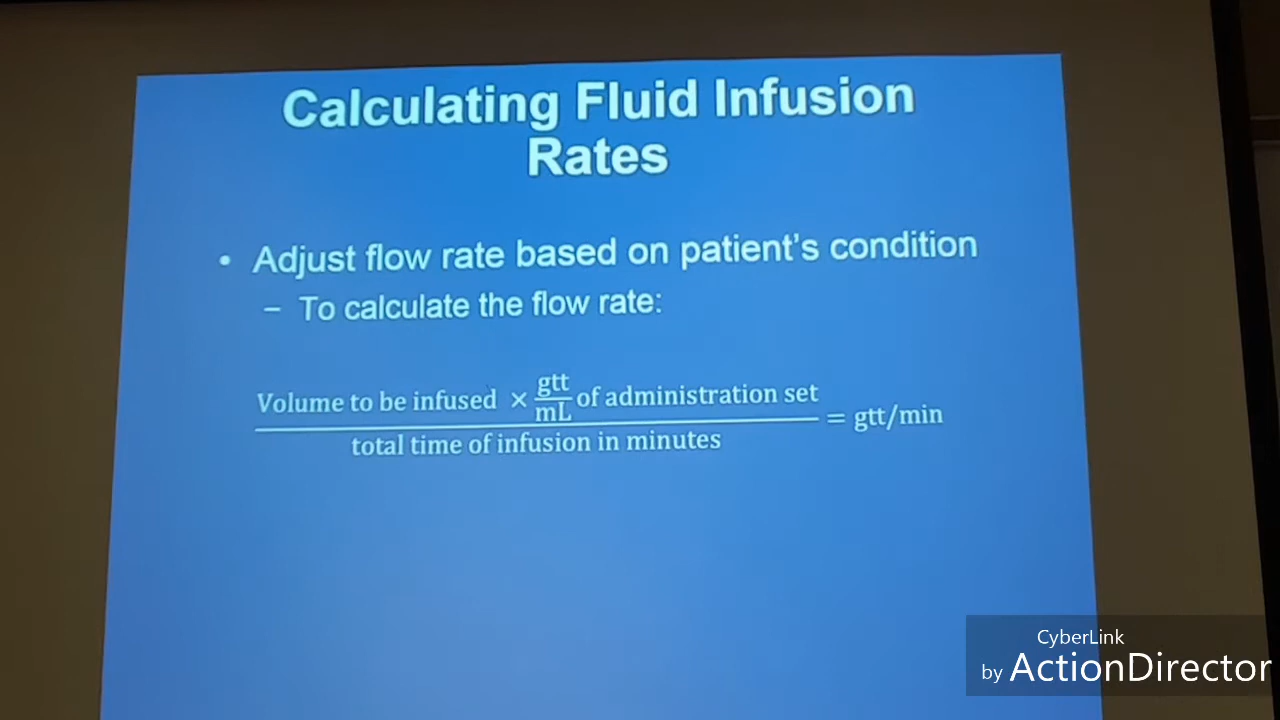 Calculating Fluid Infusion
Rates
• Adjust flow rate based on patient's condition
– To calculate the flow rate:
Volume to be infused × gtt/mL of administration set
total time of infusion in minutes
= gtt/min
CyberLink
by ActionDirector